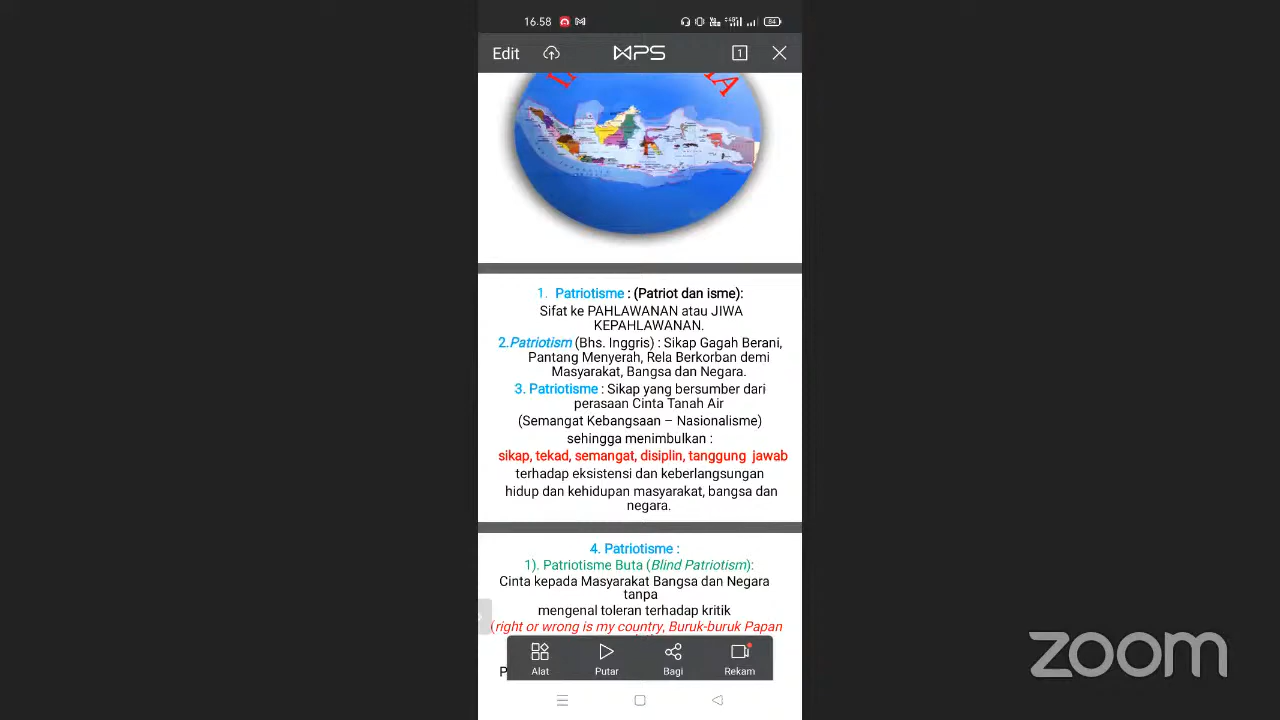 16.58
84
Edit
WPS
1
1. Patriotisme : (Patriot dan isme):
Sifat ke PAHLAWANAN atau JIWA
KEPAHLAWANAN.
2.Patriotism (Bhs. Inggris) : Sikap Gagah Berani,
Pantang Menyerah, Rela Berkorban demi
Masyarakat, Bangsa dan Negara.
3. Patriotisme : Sikap yang bersumber dari
perasaan Cinta Tanah Air
(Semangat Kebangsaan – Nasionalisme)
sehingga menimbulkan :
sikap, tekad, semangat, disiplin, tanggung jawab
terhadap eksistensi dan keberlangsungan
hidup dan kehidupan masyarakat, bangsa dan
negara.
4. Patriotisme :
1). Patriotisme Buta (Blind Patriotism):
Cinta kepada Masyarakat Bangsa dan Negara
tanpa
mengenal toleran terhadap kritik
(right or wrong is my country, Buruk-buruk Papan
P
Alat Putar Bagi Rekam
zoom